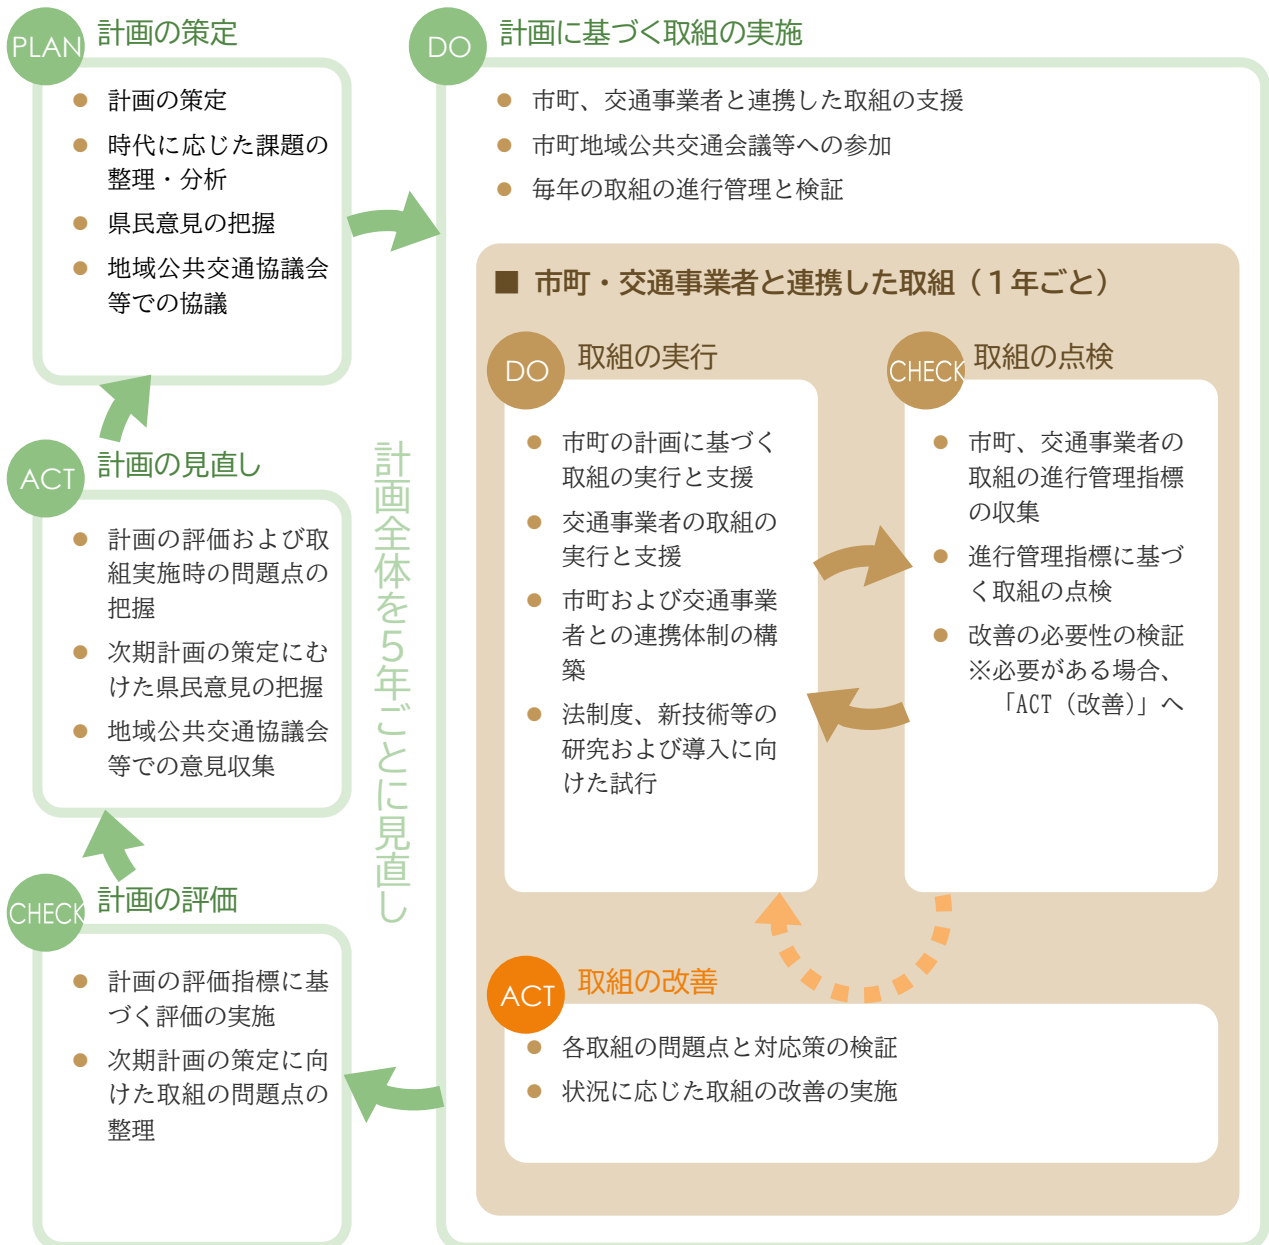 PLAN
計画の策定
● 計画の策定
● 時代に応じた課題の
整理・分析
● 県民意見の把握
● 地域公共交通協議会
等での協議
DO
計画に基づく取組の実施
● 市町、交通事業者と連携した取組の支援
● 市町地域公共交通会議等への参加
● 毎年の取組の進行管理と検証
■ 市町・交通事業者と連携した取組（１年ごと）
DO
取組の実行
● 市町の計画に基づく
取組の実行と支援
● 交通事業者の取組の
実行と支援
● 市町および交通事業
者との連携体制の構
築
● 法制度、新技術等の
研究および導入に向
けた試行
CHECK
取組の点検
● 市町、交通事業者の
取組の進行管理指標
の収集
● 進行管理指標に基づ
く取組の点検
● 改善の必要性の検証
※必要がある場合、
「ACT（改善）」へ
ACT
取組の改善
● 各取組の問題点と対応策の検証
● 状況に応じた取組の改善の実施
計画全体を５年ごとに見直し
ACT
計画の見直し
● 計画の評価および取
組実施時の問題点の
把握
● 次期計画の策定にむ
けた県民意見の把握
● 地域公共交通協議会
等での意見収集
CHECK
計画の評価
● 計画の評価指標に基
づく評価の実施
● 次期計画の策定に向
けた取組の問題点の
整理